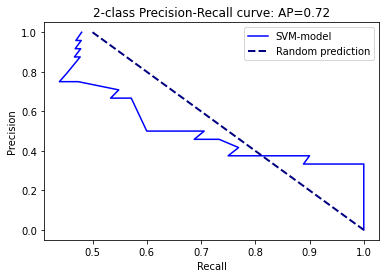 2-class Precision-Recall curve: AP=0.72
SVM-model
Random prediction
Precision
1.0
0.8
0.6
0.4
0.2
0.0
0.5 0.6 0.7 0.8 0.9 1.0
Recall